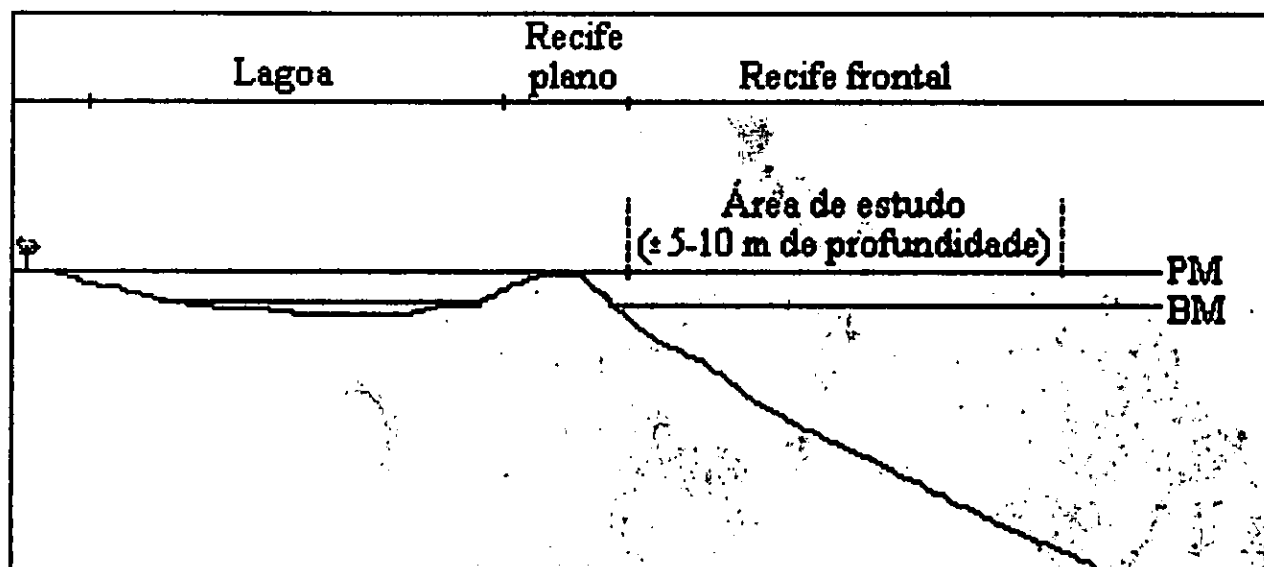 Lagoa
Recife
plano
Recife frontal
Área de estudo
(± 5-10 m de profundidade)
PM
BM